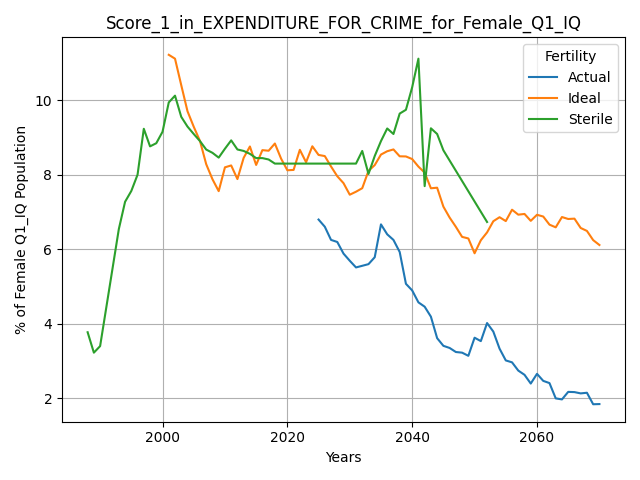 Score_1_in_EXPENDITURE_FOR_CRIME_for_Female_Q1_IQ
Fertility
Actual
Ideal
Sterile
% of Female Q1_IQ Population
10
8
6
4
2
2000 2020 2040 2060
Years